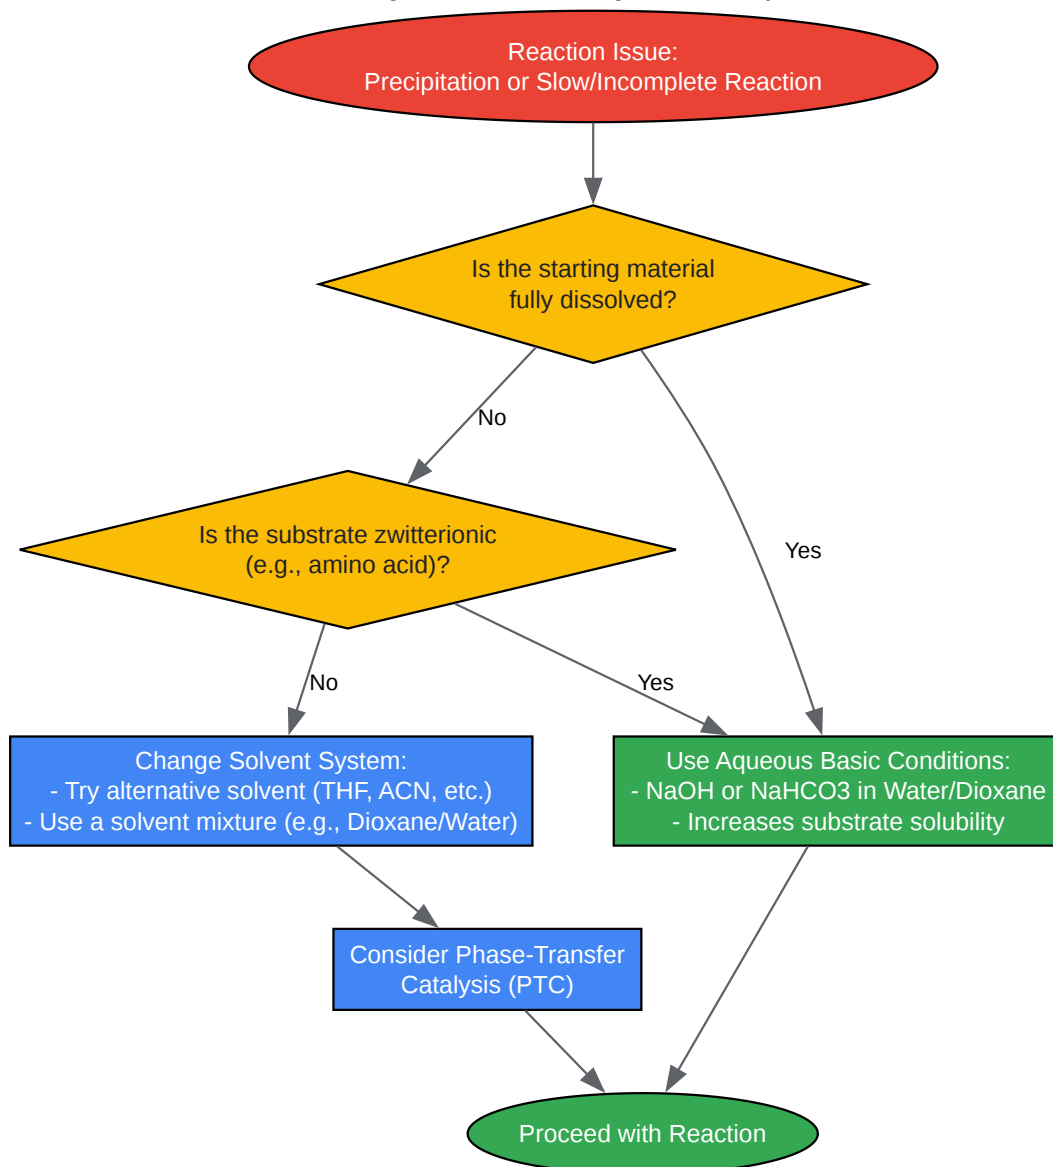 Reaction Issue:
Precipitation or Slow/Incomplete Reaction
Is the starting material
fully dissolved?
No
Yes
Is the substrate zwitterionic
(e.g., amino acid)?
No
Yes
Change Solvent System:
- Try alternative solvent (THF, ACN, etc.)
- Use a solvent mixture (e.g., Dioxane/Water)
Use Aqueous Basic Conditions:
- NaOH or NaHCO3 in Water/Dioxane
- Increases substrate solubility
Consider Phase-Transfer
Catalysis (PTC)
Proceed with Reaction